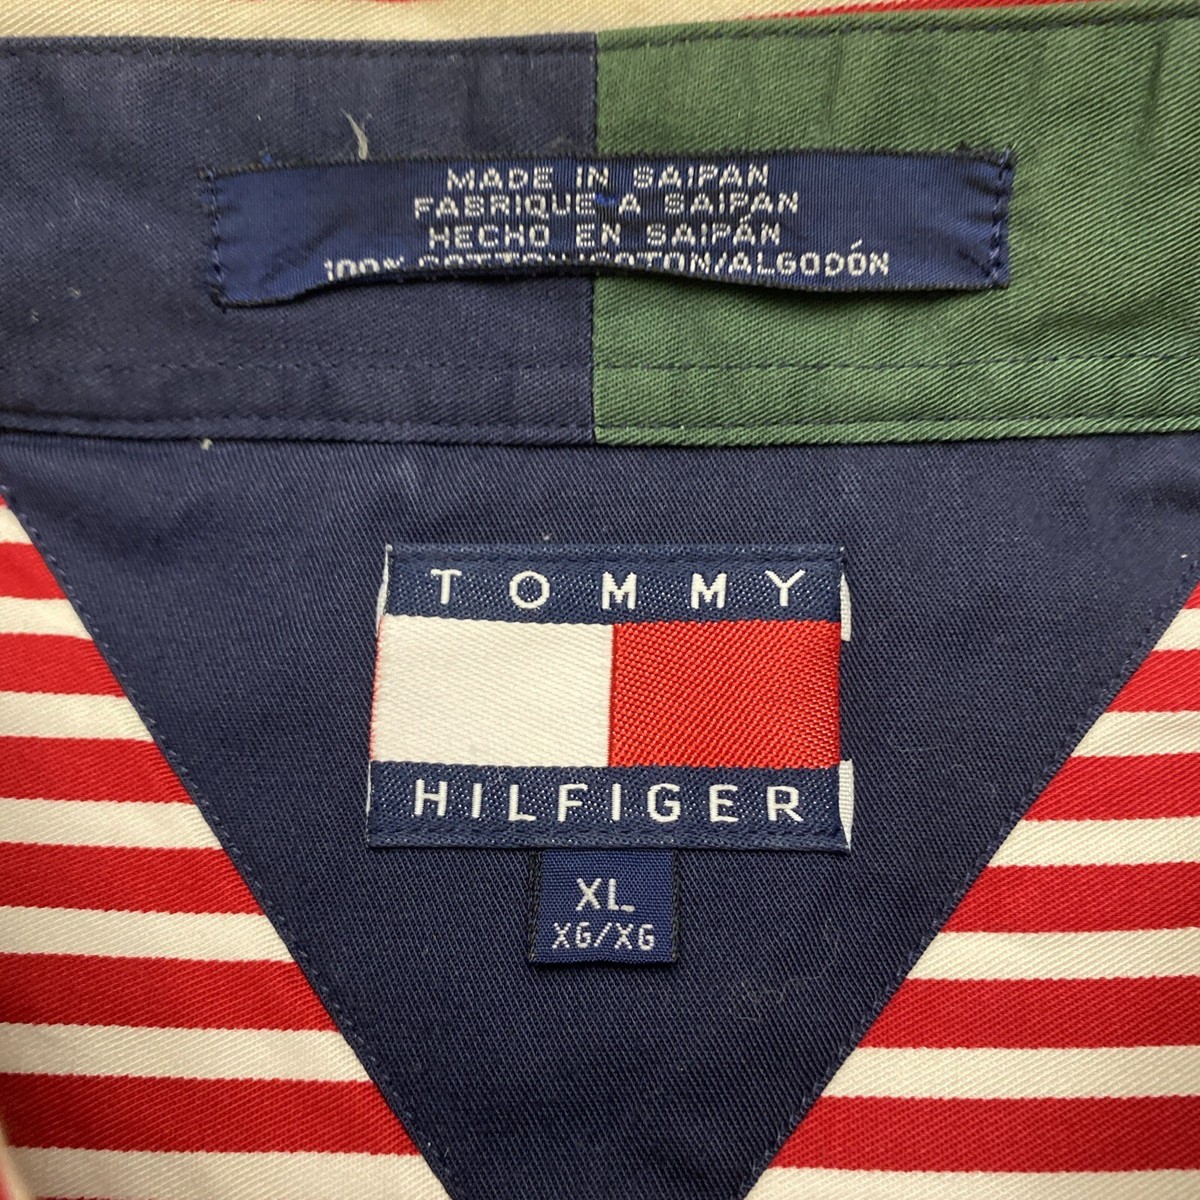 MADE IN SAIPAN
FABRIQUE A SAIPAN
HECHO EN SAIPÁN
100% COTTON/COTON/ALGODÓN
TOMMY
HILFIGER
XL
XG/XG